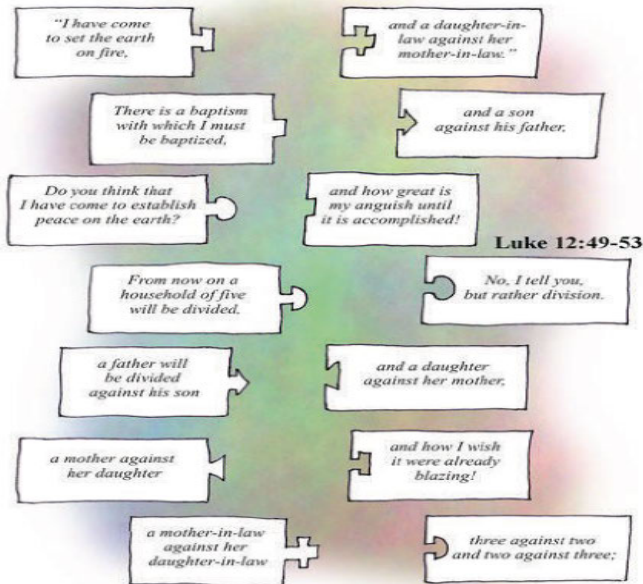 "I have come
to set the earth
on fire,
and a daughter-in-
law against her
mother-in-law."
There is a baptism
with which I must
be baptized,
and a son
against his father,
Do you think that
I have come to establish
peace on the earth?
and how great is
my anguish until
it is accomplished!
Luke 12:49-53
From now on a
household of five
will be divided,
No, I tell you,
but rather division.
a father will
be divided
against his son
and a daughter
against her mother,
a mother against
her daughter
and how I wish
it were already
blazing!
a mother-in-law
against her
daughter-in-law
three against two
and two against three;